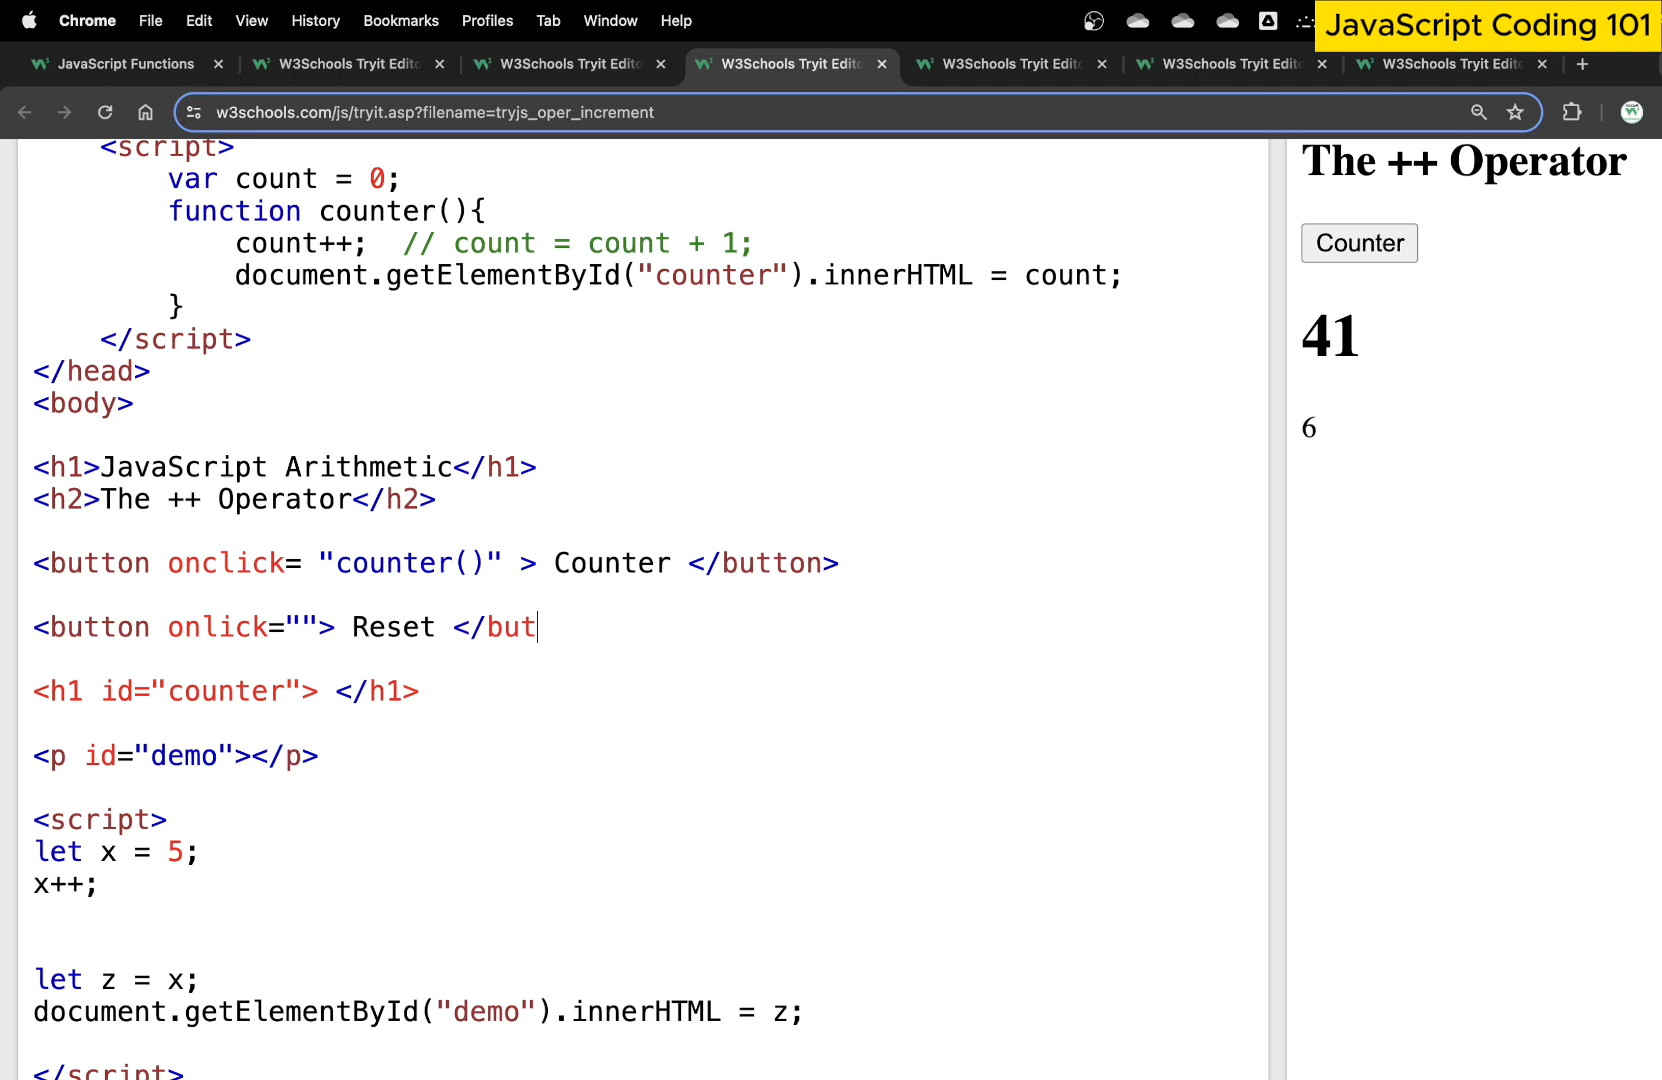 Chrome File Edit View History Bookmarks Profiles Tab Window Help
JavaScript Coding 101
JavaScript Functions
W3Schools Tryit Edito
W3Schools Tryit Edito
W3Schools Tryit Edito
W3Schools Tryit Edito
W3Schools Tryit Edito
W3Schools Tryit Edito
w3schools.com/js/tryit.asp?filename=tryjs_oper_increment
<script>
var count = 0;
function counter(){
count++; // count = count + 1;
document.getElementById("counter").innerHTML = count;
}
</script>
</head>
<body>
<h1>JavaScript Arithmetic</h1>
<h2>The ++ Operator</h2>
<button onclick= "counter()" > Counter </button>
<button onlick=""> Reset </but
<h1 id="counter"> </h1>
<p id="demo"></p>
<script>
let x = 5;
x++;
let z = x;
document.getElementById("demo").innerHTML = z;
</script>
The ++ Operator
Counter
41
6